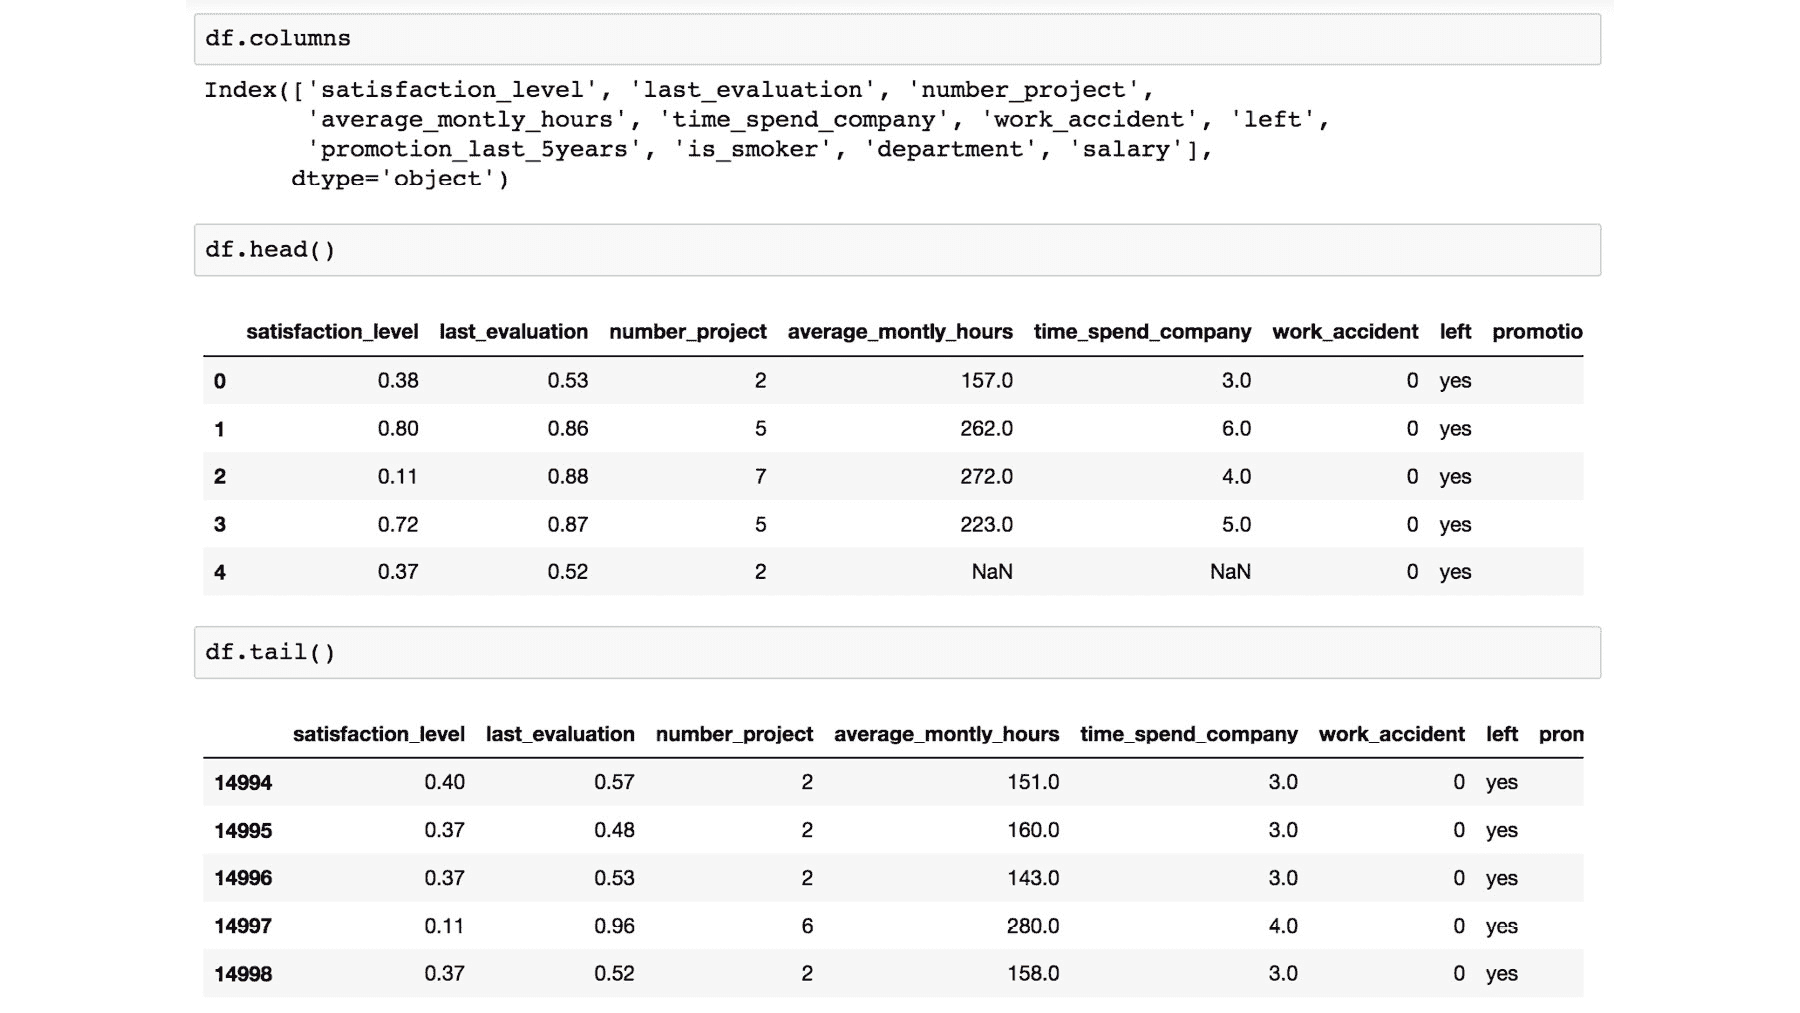 df.columns
Index(['satisfaction_level', 'last_evaluation', 'number_project',
'average_montly_hours', 'time_spend_company', 'work_accident', 'left',
'promotion_last_5years', 'is_smoker', 'department', 'salary'],
dtype='object')
df.head()
satisfaction_level last_evaluation number_project average_montly_hours time_spend_company work_accident left promotio
0 0.38 0.53 2 157.0 3.0 0 yes
1 0.80 0.86 5 262.0 6.0 0 yes
2 0.11 0.88 7 272.0 4.0 0 yes
3 0.72 0.87 5 223.0 5.0 0 yes
4 0.37 0.52 2 NaN NaN 0 yes
df.tail()
satisfaction_level last_evaluation number_project average_montly_hours time_spend_company work_accident left pron
14994 0.40 0.57 2 151.0 3.0 0 yes
14995 0.37 0.48 2 160.0 3.0 0 yes
14996 0.37 0.53 2 143.0 3.0 0 yes
14997 0.11 0.96 6 280.0 4.0 0 yes
14998 0.37 0.52 2 158.0 3.0 0 yes